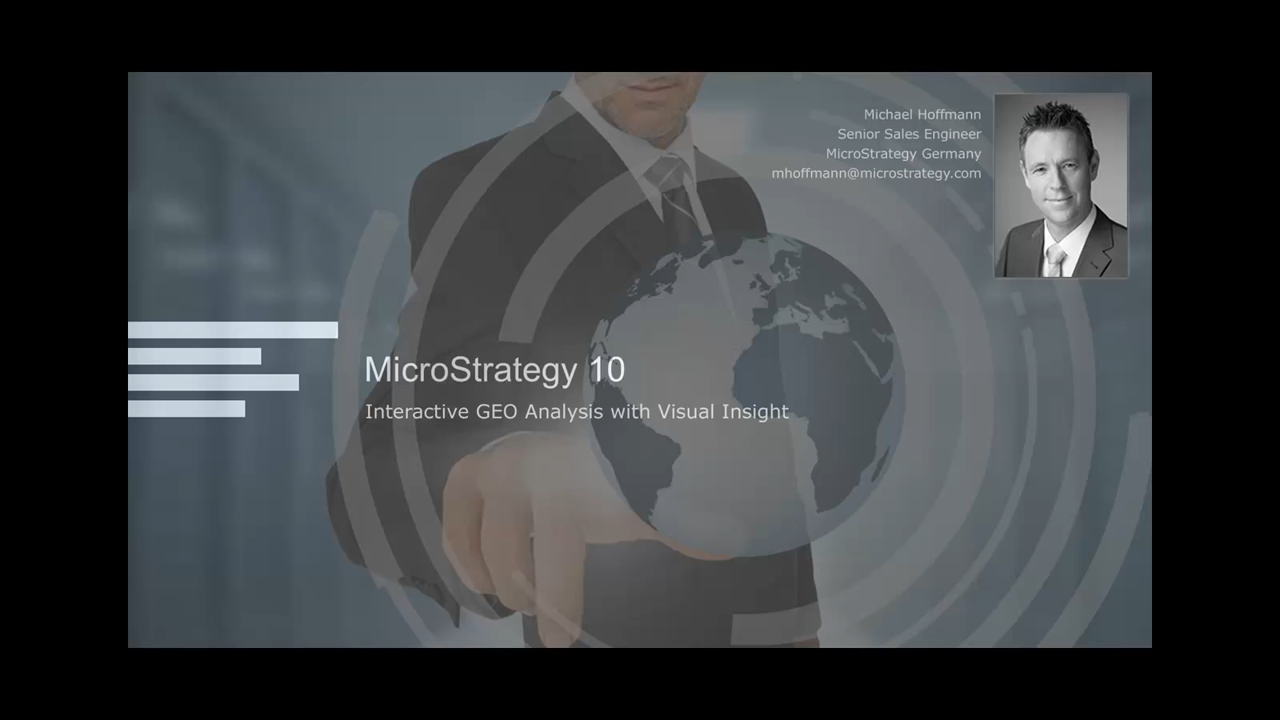 Michael Hoffmann
Senior Sales Engineer
MicroStrategy Germany
mhoffmann@microstrategy.com
MicroStrategy 10
Interactive GEO Analysis with Visual Insight